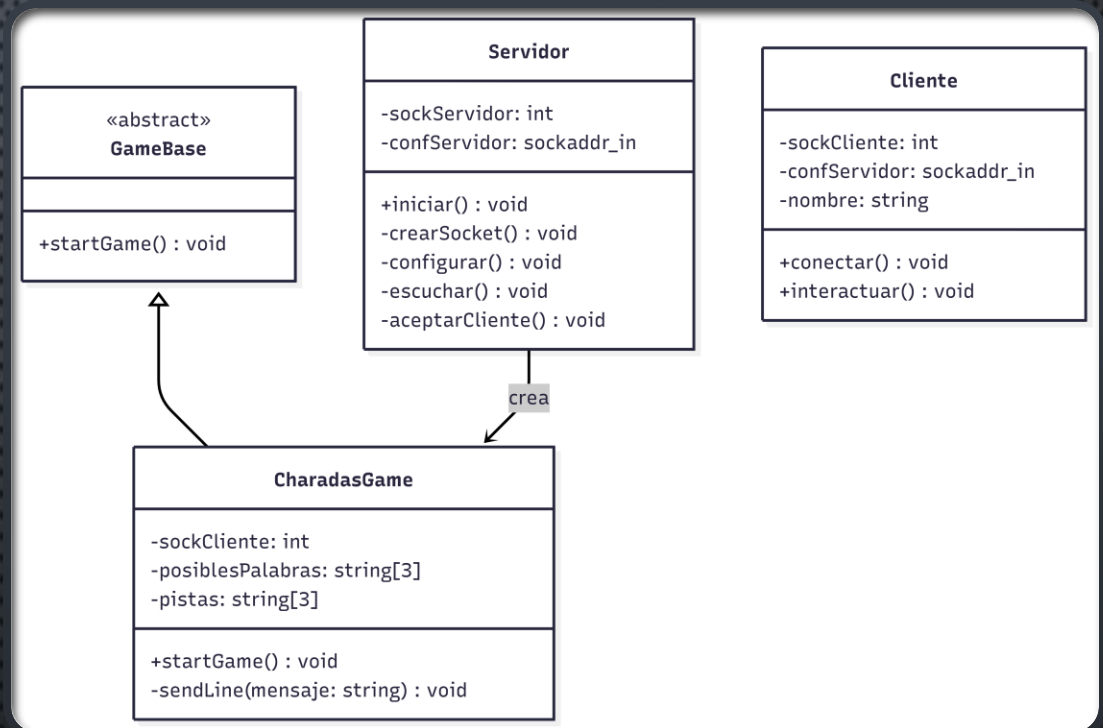 «abstract»
GameBase
+startGame() : void
Servidor
-sockServidor: int
-confServidor: sockaddr_in
+iniciar() : void
-crearSocket() : void
-configurar() : void
-escuchar() : void
-aceptarCliente() : void
Cliente
-sockCliente: int
-confServidor: sockaddr_in
-nombre: string
+conectar() : void
+interactuar() : void
crea
CharadasGame
-sockCliente: int
-posiblesPalabras: string[3]
-pistas: string[3]
+startGame() : void
-sendLine(mensaje: string) : void